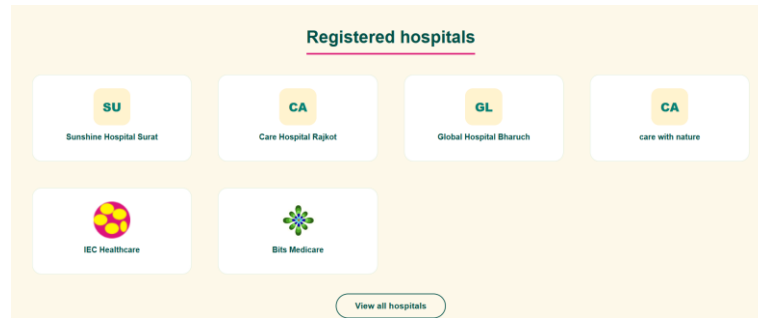 Registered hospitals
SU
Sunshine Hospital Surat
CA
Care Hospital Rajkot
GL
Global Hospital Bharuch
CA
care with nature
IEC Healthcare
Bits Medicare
View all hospitals